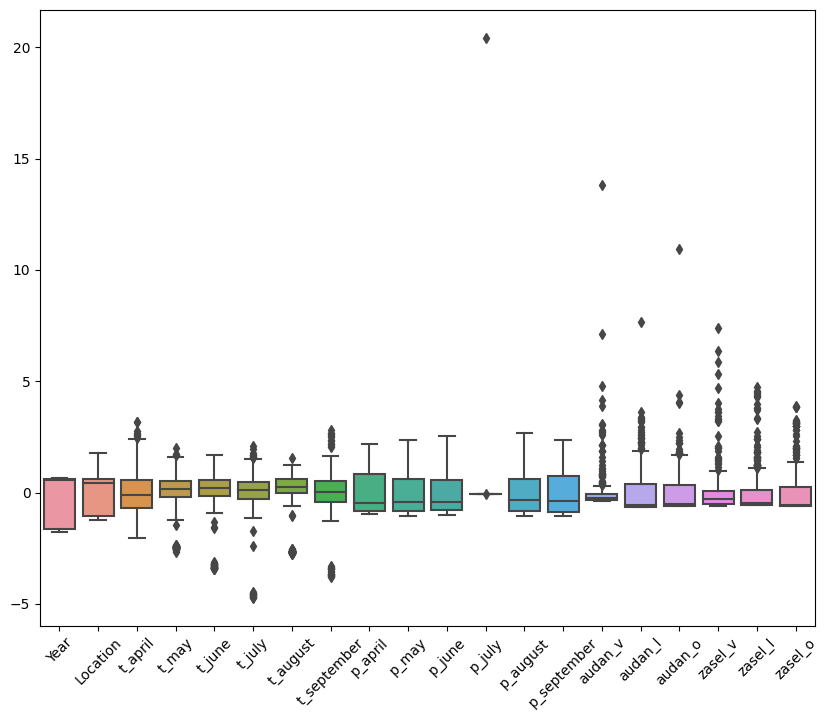 20
15
10
5
0
−5
Year
Location
t_april
t_may
t_june
t_july
t_august
t_september
p_april
p_may
p_june
p_july
p_august
p_september
audan_v
audan_l
audan_o
zasel_v
zasel_l
zasel_o